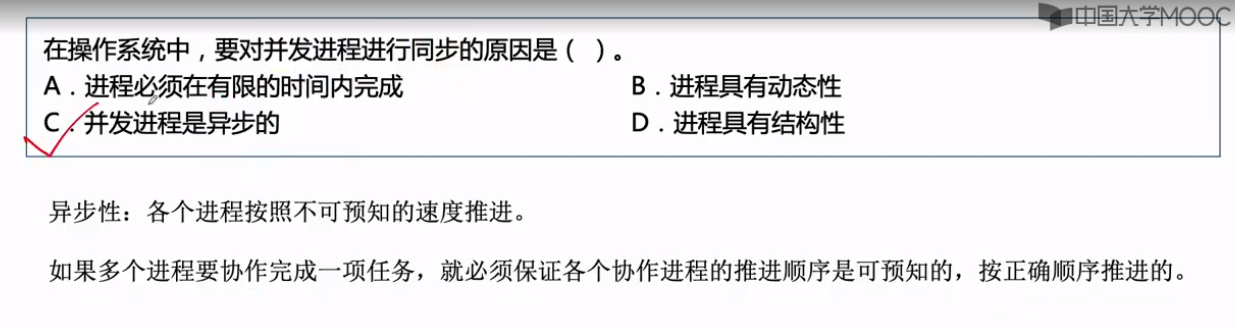 中国大学MOOC
在操作系统中，要对并发进程进行同步的原因是（ ）。
A．进程必须在有限的时间内完成 B．进程具有动态性
C．并发进程是异步的 D．进程具有结构性
异步性：各个进程按照不可预知的速度推进。
如果多个进程要协作完成一项任务，就必须保证各个协作进程的推进顺序是可预知的，按正确顺序推进的。